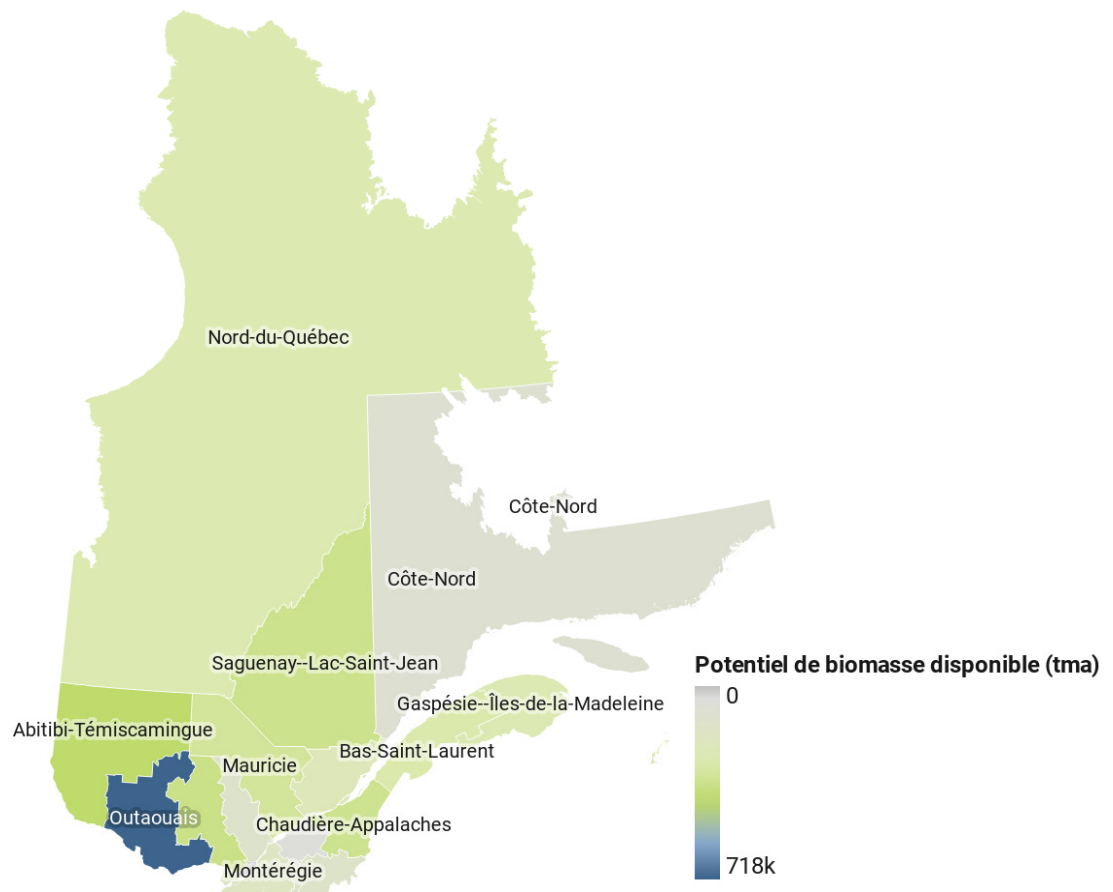 Nord-du-Québec
Côte-Nord
Côte-Nord
Saguenay--Lac-Saint-Jean
Potentiel de biomasse disponible (tma)
0
Gaspésie--Îles-de-la-Madeleine
Abitibi-Témiscamingue
Bas-Saint-Laurent
Mauricie
Outaouais
Chaudière-Appalaches
718k
Montérégie